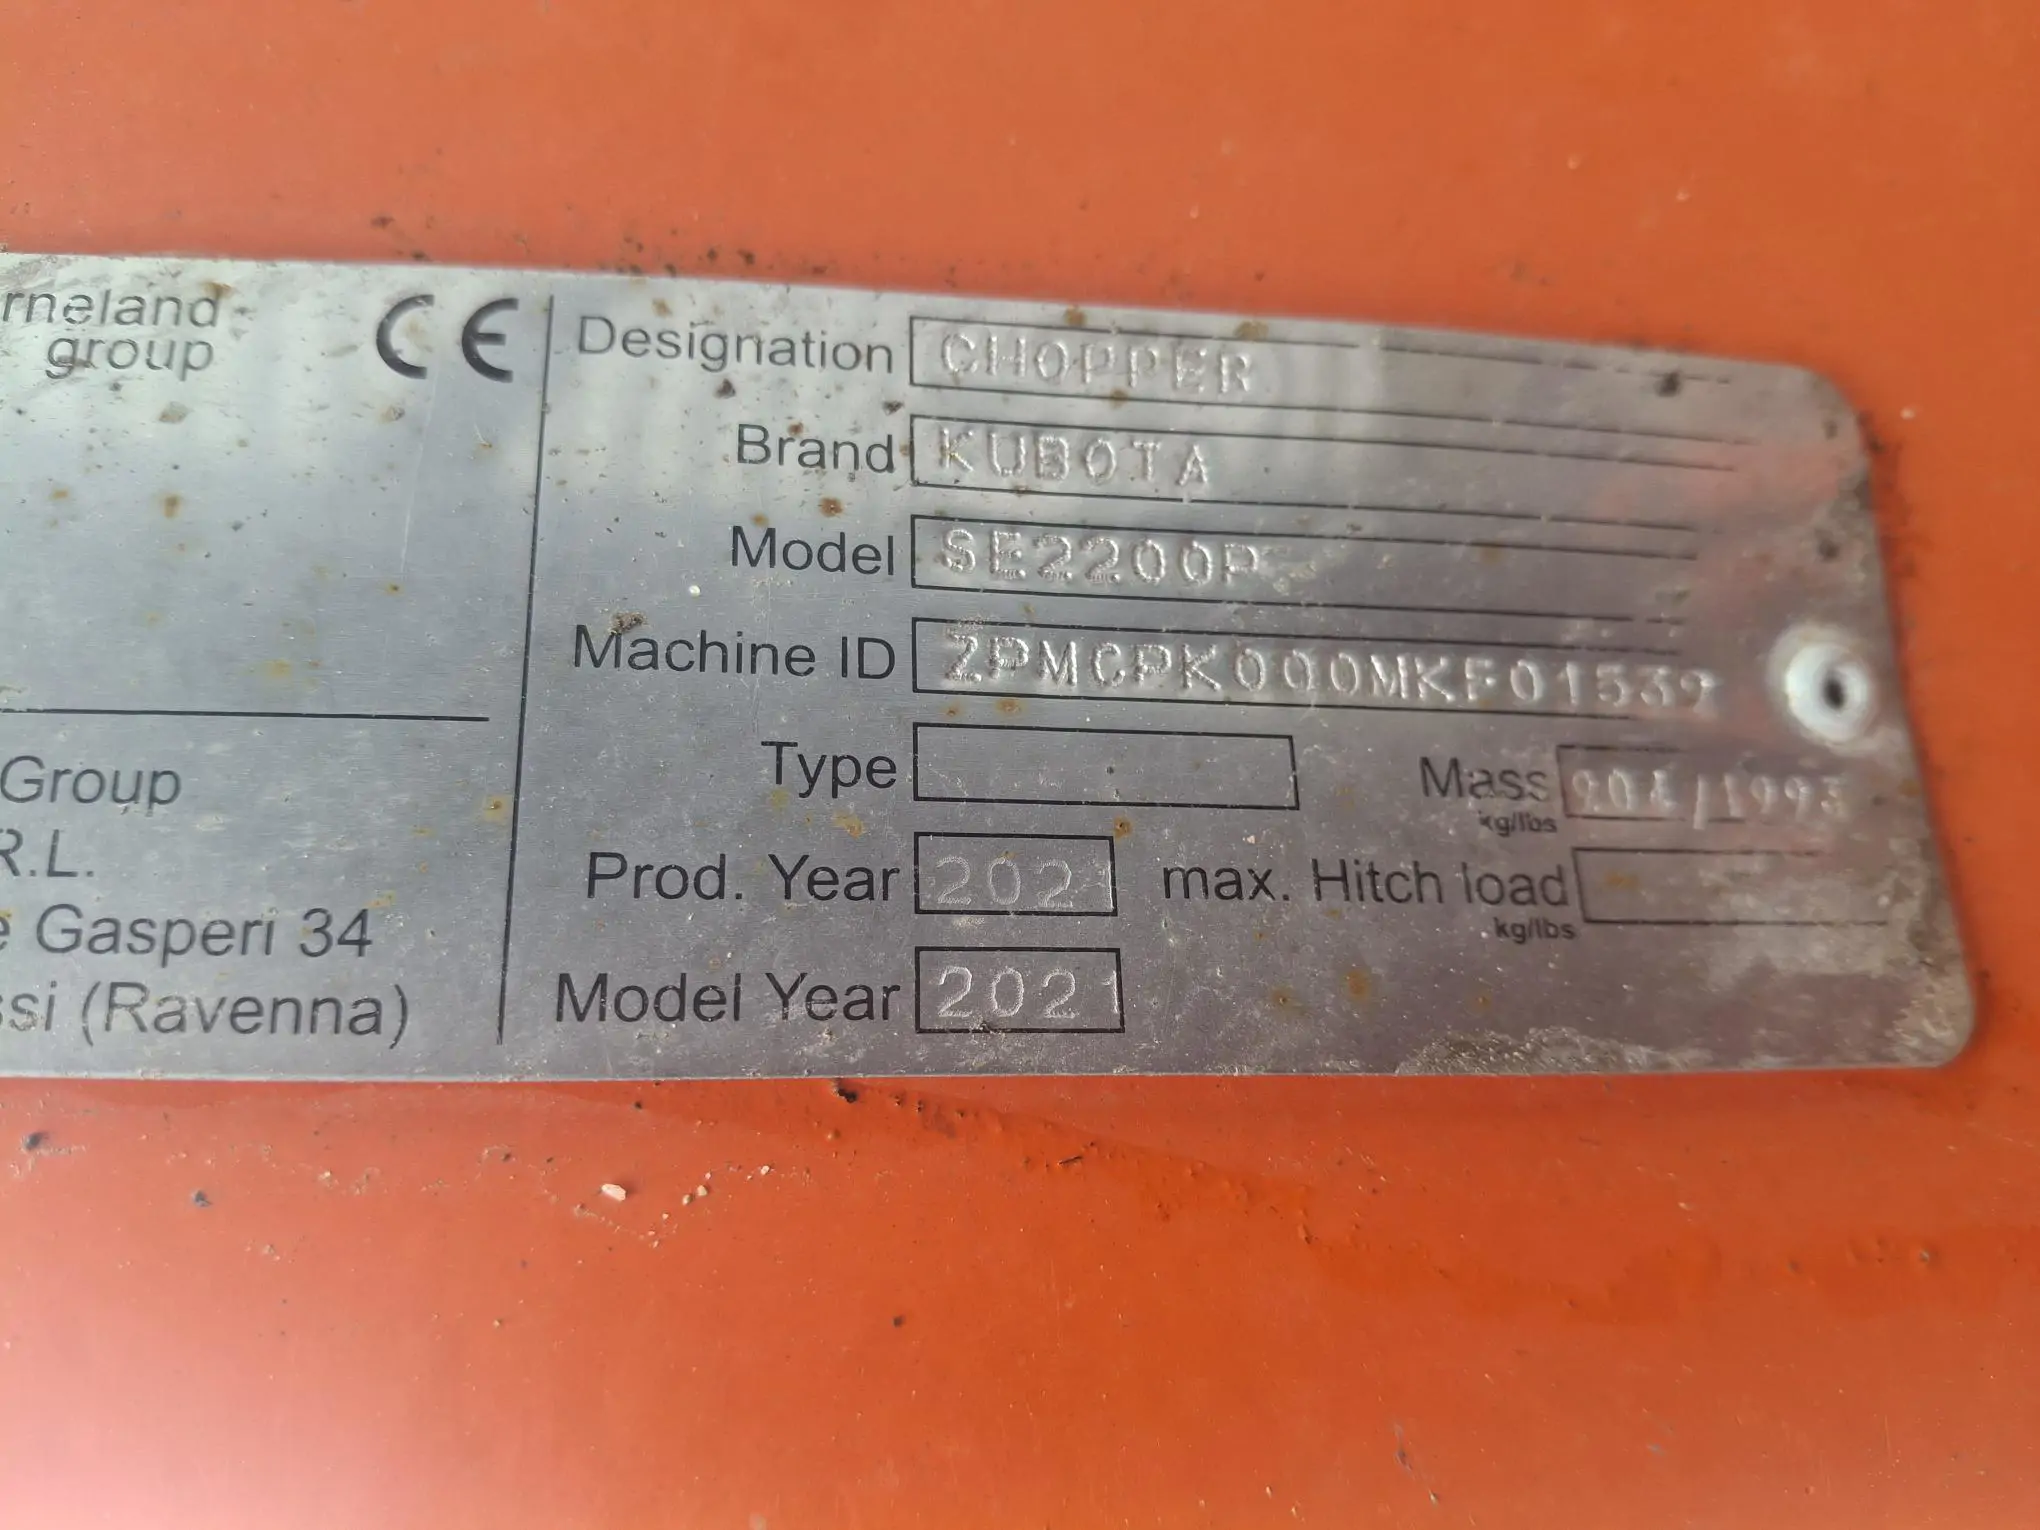 rneland
group
CE
Group
R.L.
e Gasperi 34
ssi (Ravenna)
Designation CHOPPER
Brand KUBOTA
Model SE2200P
Machine ID ZPMCPK000MKF01539
Type
Mass kg/lbs 904/1993
Prod. Year 2021
max. Hitch load kg/lbs
Model Year 2021